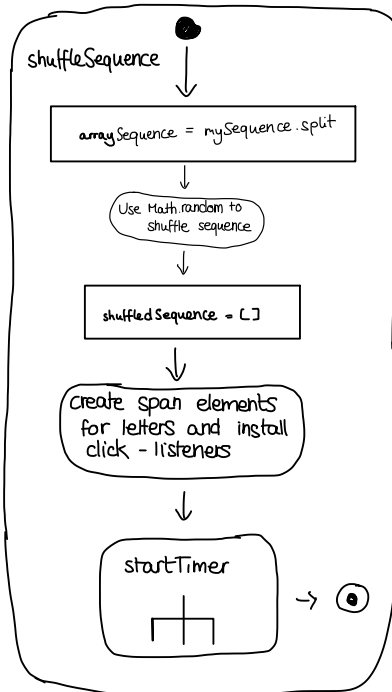 shuffleSequence
arraySequence = mySequence.split
Use Math.random to
shuffle sequence
shuffledSequence = []
create span elements
for letters and install
click - listeners
startTimer